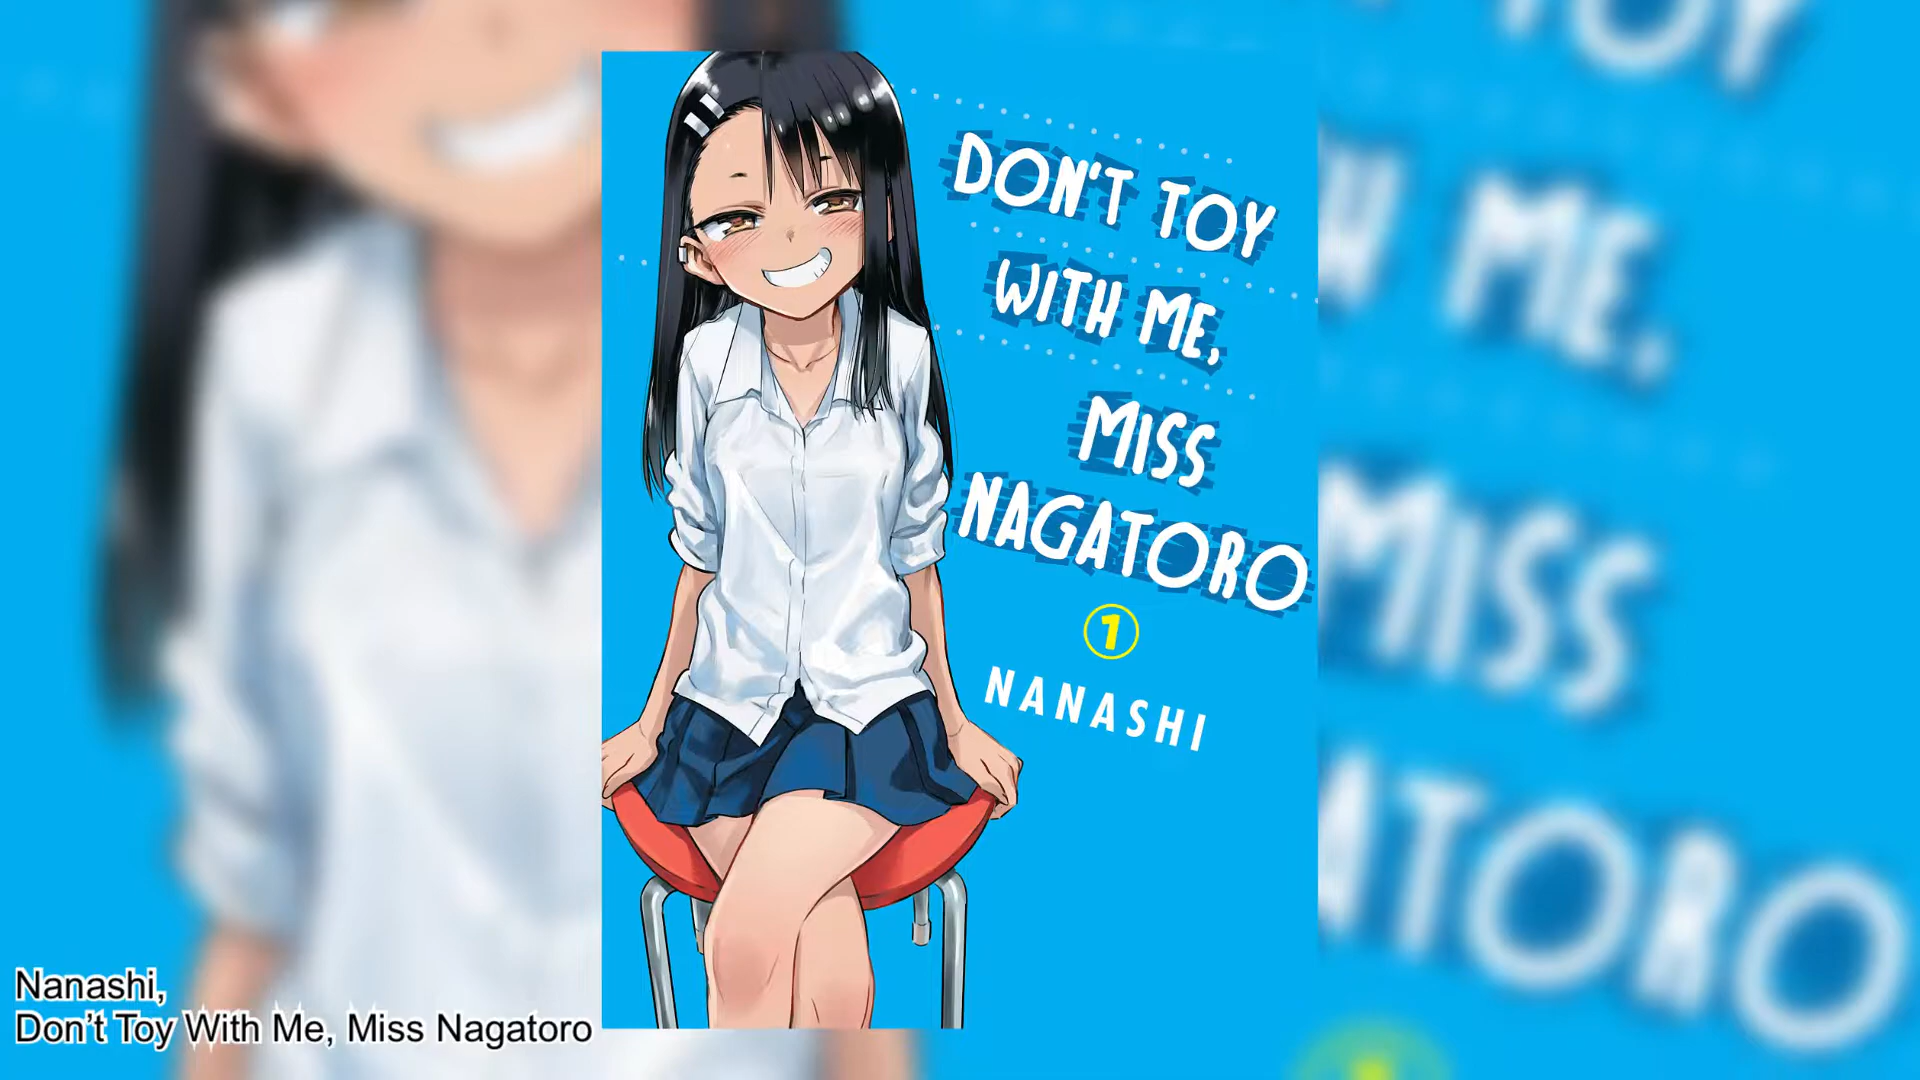 DON'T TOY
WITH ME,
MISS
NAGATORO
1
NANASHI
Nanashi,
Don’t Toy With Me, Miss Nagatoro